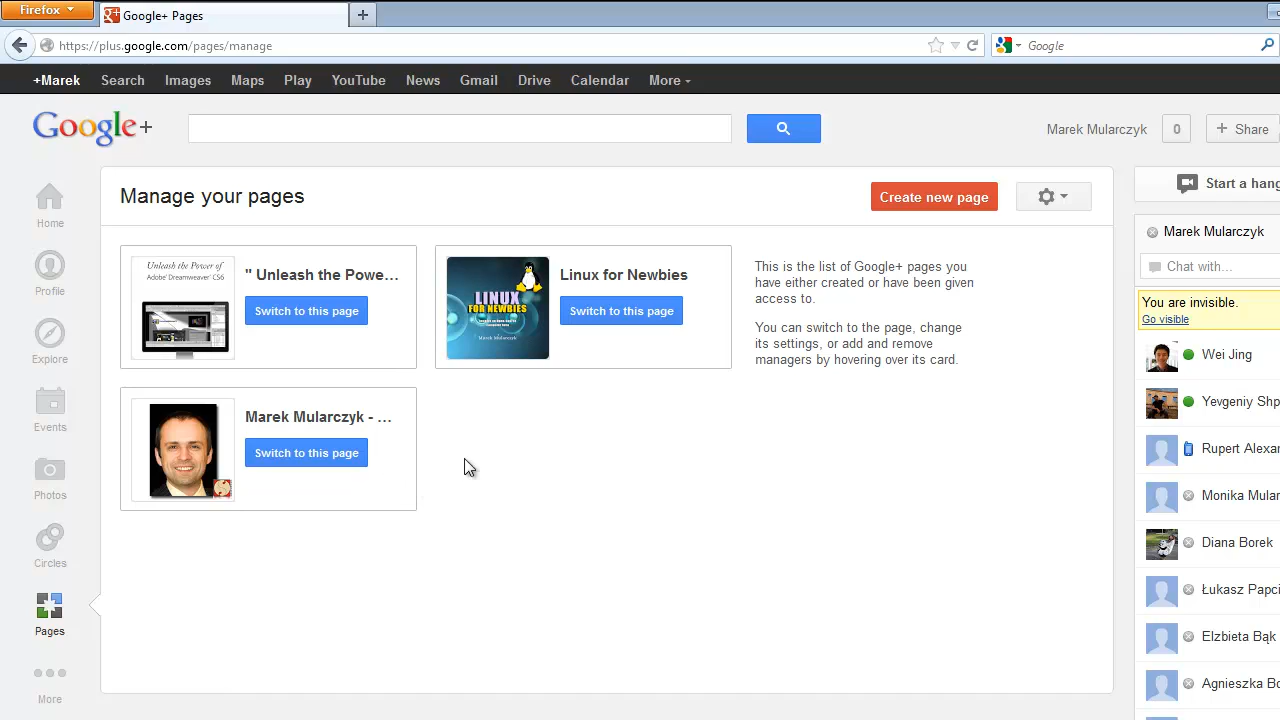 Firefox
Google+ Pages
https://plus.google.com/pages/manage
Google
+Marek Search Images Maps Play YouTube News Gmail Drive Calendar More
Google+
Marek Mularczyk 0 + Share
Home
Profile
Explore
Events
Photos
Circles
Pages
More
Manage your pages
Create new page
Unleash the Power of
Adobe Dreamweaver CS6
" Unleash the Powe...
Switch to this page
LINUX
FOR NEWBIES
Marek Mularczyk
Linux for Newbies
Switch to this page
Marek Mularczyk - ...
Switch to this page
This is the list of Google+ pages you
have either created or have been given
access to.
You can switch to the page, change
its settings, or add and remove
managers by hovering over its card.
Start a hang
Marek Mularczyk
Chat with...
You are invisible.
Go visible
Wei Jing
Yevgeniy Shp
Rupert Alexa
Monika Mular
Diana Borek
Łukasz Papci
Elzbieta Bąk
Agnieszka Bo